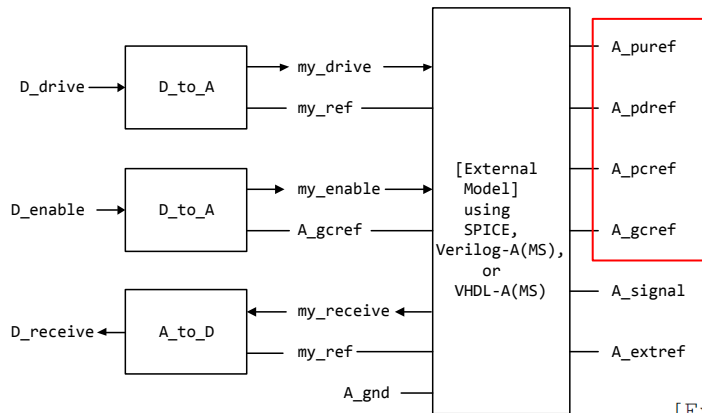 my_drive
A_puref
D_drive
D_to_A
my_ref
A_pdref
[External
Model]
using
SPICE,
Verilog-A(MS),
or
VHDL-A(MS)
A_pcref
my_enable
D_enable
D_to_A
A_gcref
A_gcref
A_signal
my_receive
D_receive
A_to_D
my_ref
A_extref
A_gnd